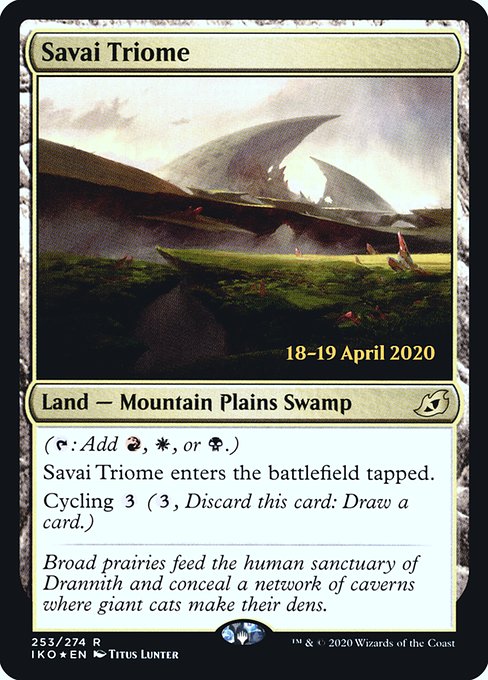 Savai Triome
18–19 April 2020
Land — Mountain Plains Swamp
(: Add , , or .)
Savai Triome enters the battlefield tapped.
Cycling 3 (3, Discard this card: Draw a
card.)
Broad prairies feed the human sanctuary of
Drannith and conceal a network of caverns
where giant cats make their dens.
253/274 R
IKO★EN Titus Lunter
™ & © 2020 Wizards of the Coast